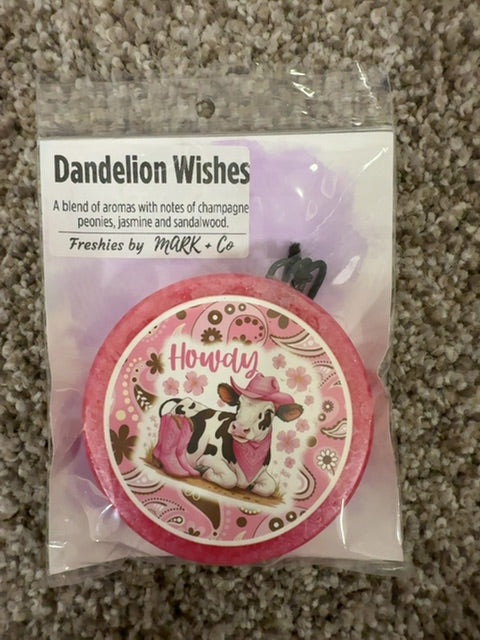 Dandelion Wishes
A blend of aromas with notes of champagne
peonies, jasmine and sandalwood.
Freshies by MARK + Co
Howdy